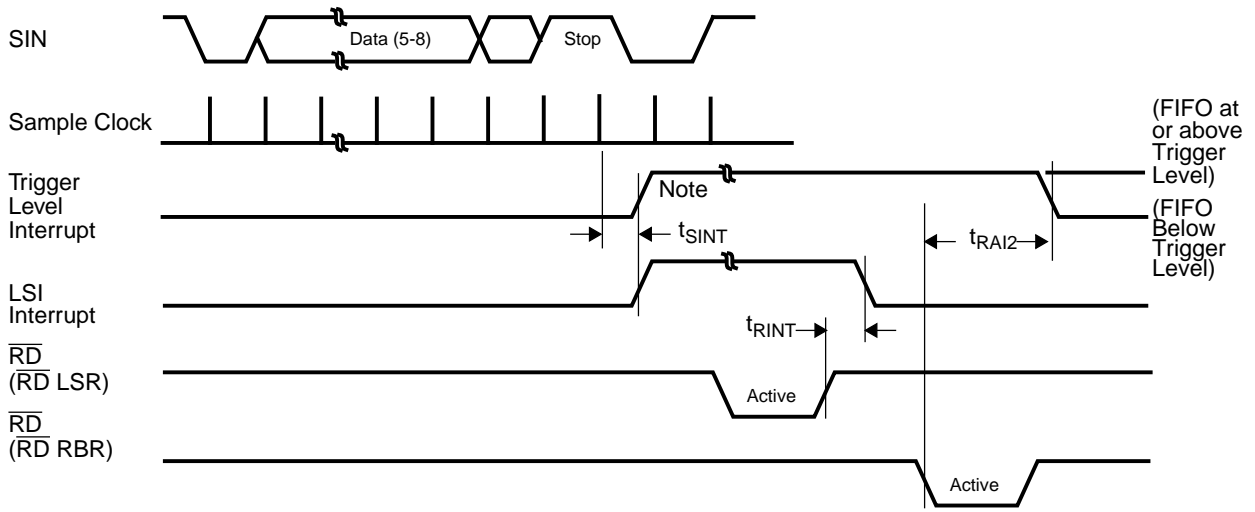 SIN
Data (5-8)
Stop
Sample Clock
(FIFO at
or above
Trigger
Level)
Trigger
Level
Interrupt
Note
tSINT
tRAI2
(FIFO
Below
Trigger
Level)
LSI
Interrupt
tRINT
RD
(RD LSR)
Active
RD
(RD RBR)
Active